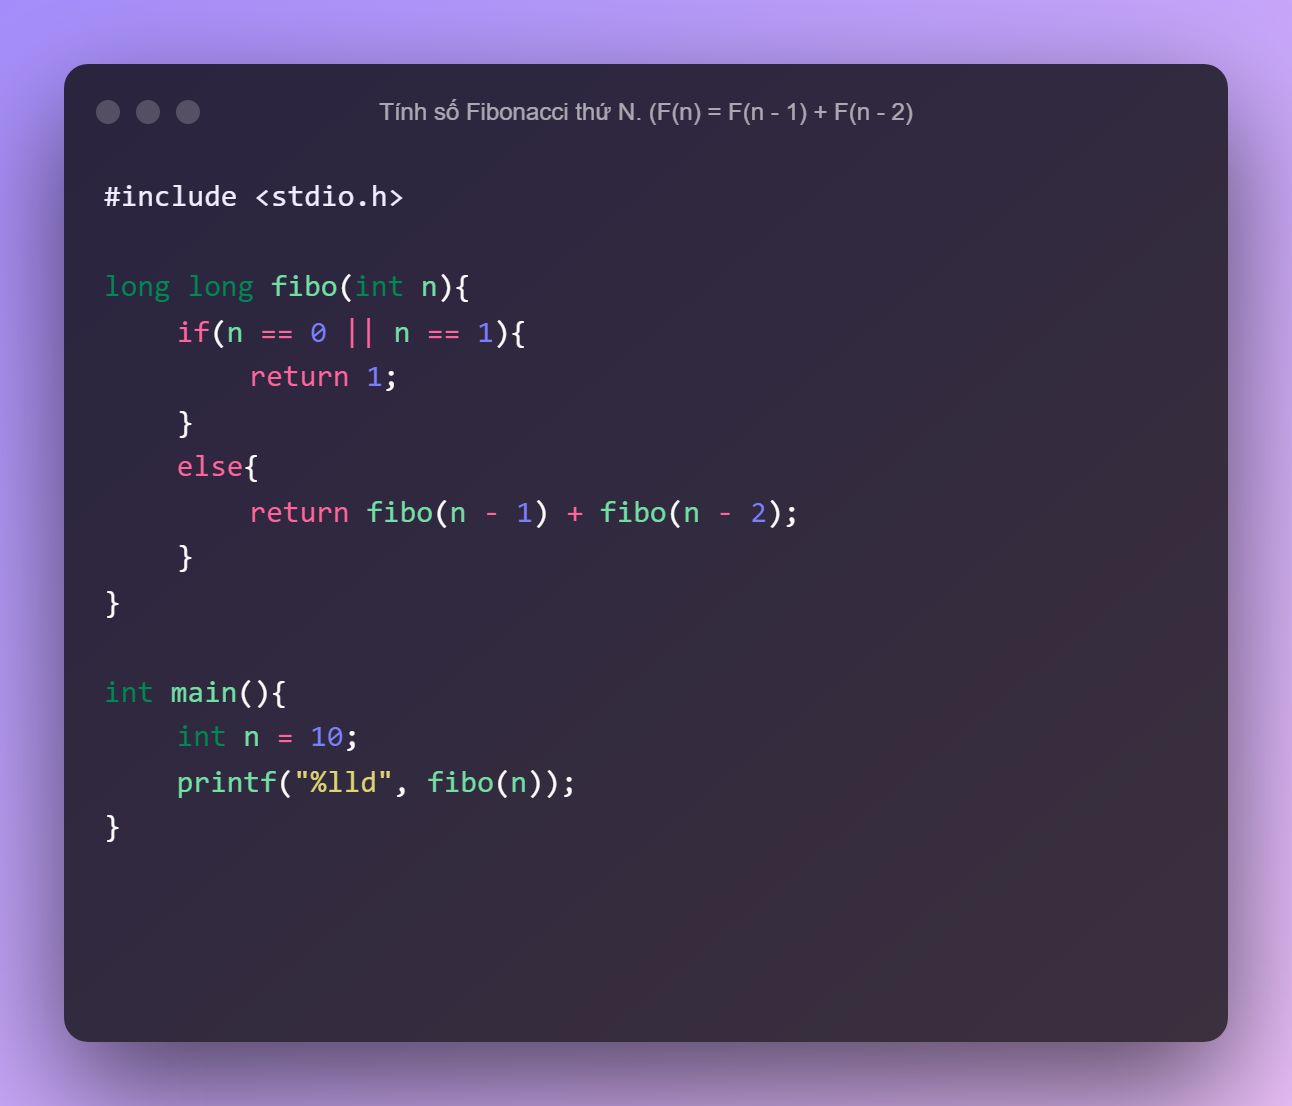 Tính số Fibonacci thứ N. (F(n) = F(n - 1) + F(n - 2)
#include <stdio.h>
long long fibo(int n){
if(n == 0 || n == 1){
return 1;
}
else{
return fibo(n - 1) + fibo(n - 2);
}
}
int main(){
int n = 10;
printf("%lld", fibo(n));
}